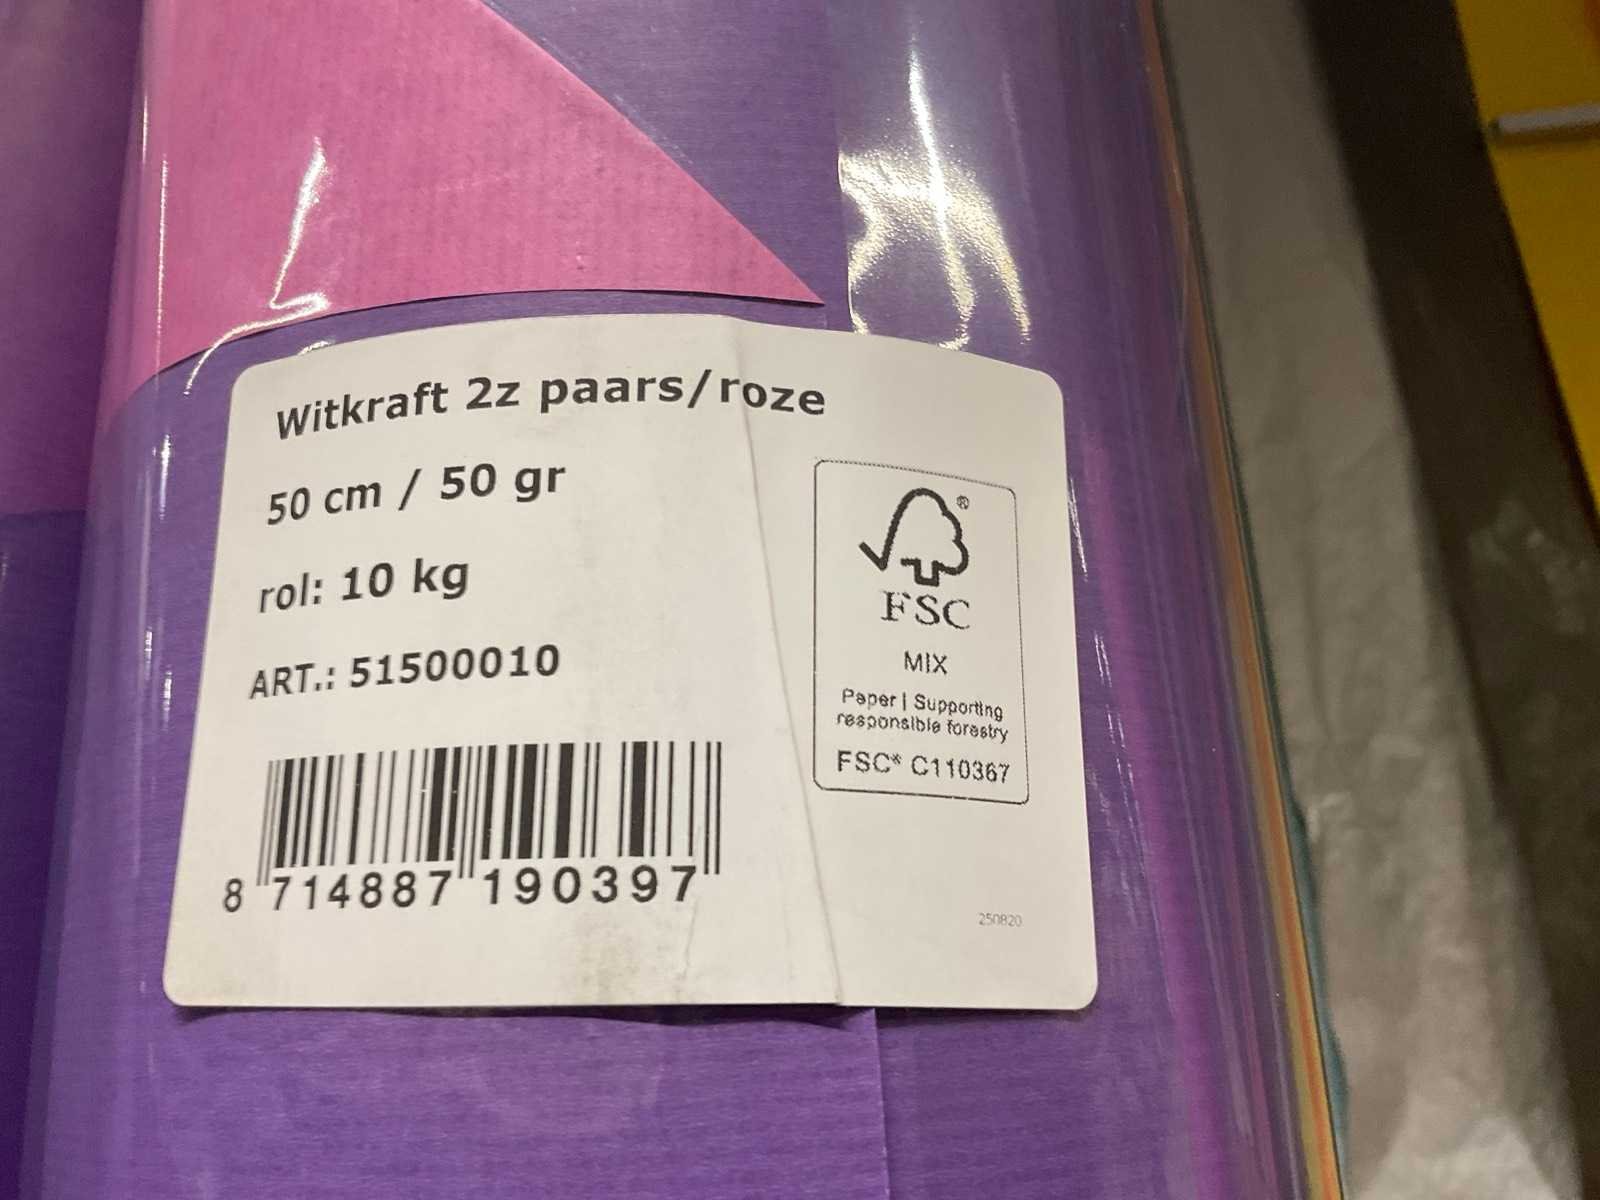 Witkraft 2z paars/roze
50 cm / 50 gr
rol: 10 kg
ART.: 51500010
8 714887 190397
®
FSC
MIX
Paper | Supporting
responsible forestry
FSC® C110367
250820